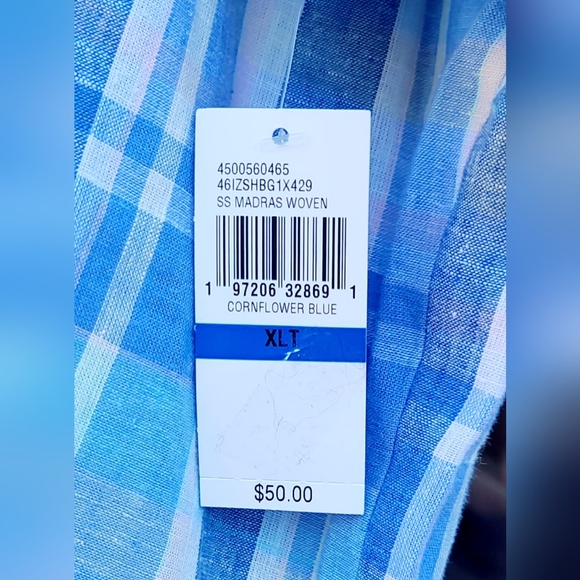 4500560465
46IZSHBG1X429
SS MADRAS WOVEN
1 97206 32869 1
CORNFLOWER BLUE
XLT
$50.00